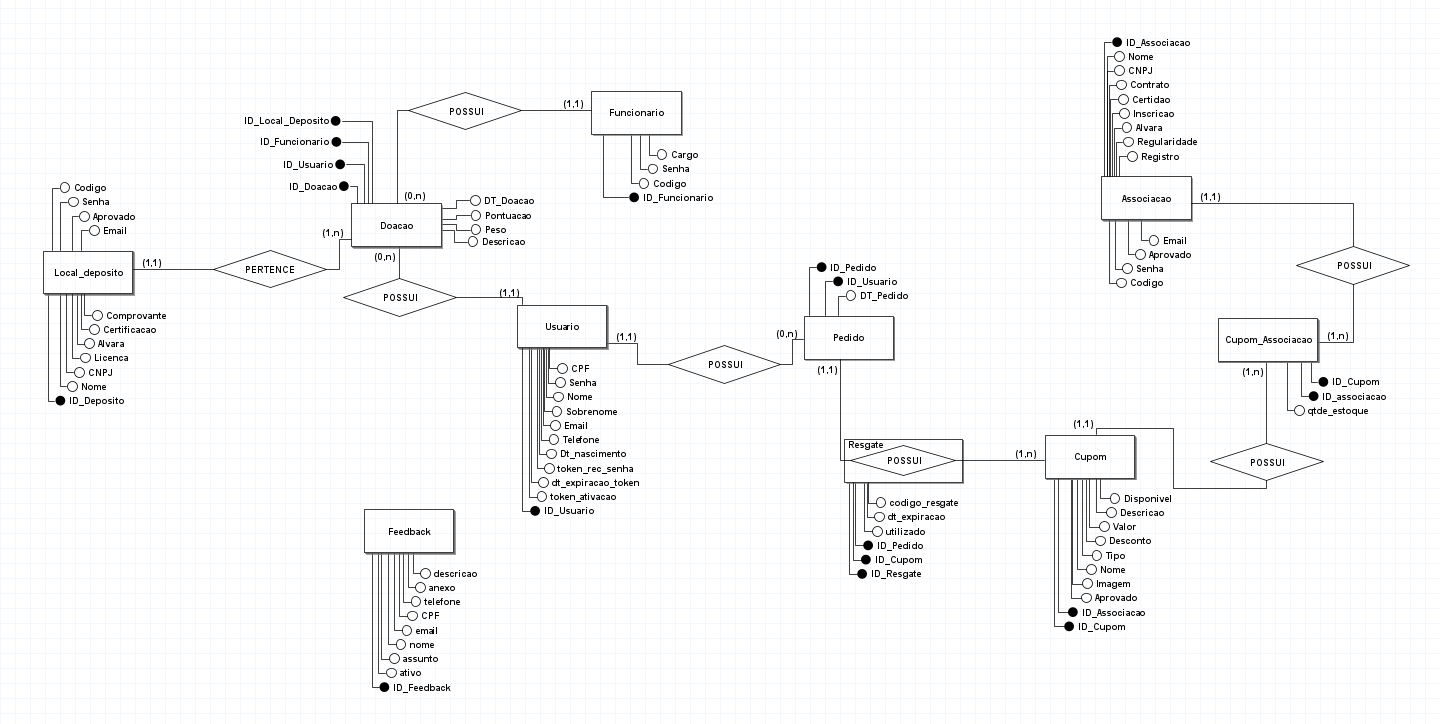 ID_Associacao
Nome
CNPJ
Contrato
Certidao
Inscricao
Alvara
Regularidade
Registro
Associacao
(1,1)
Email
Aprovado
Senha
Codigo
POSSUI
POSSUI
(1,1)
Funcionario
Cargo
Senha
Codigo
ID_Funcionario
ID_Local_Deposito
ID_Funcionario
ID_Usuario
ID_Doacao
(0,n)
Doacao
DT_Doacao
Pontuacao
Peso
Descricao
(1,n)
(0,n)
Codigo
Senha
Aprovado
Email
Local_deposito
(1,1)
PERTENCE
Comprovante
Certificacao
Alvara
Licenca
CNPJ
Nome
ID_Deposito
POSSUI
(1,1)
Usuario
(1,1)
CPF
Senha
Nome
Sobrenome
Email
Telefone
Dt_nascimento
token_rec_senha
dt_expiracao_token
token_ativacao
ID_Usuario
POSSUI
(0,n)
ID_Pedido
ID_Usuario
DT_Pedido
Pedido
(1,1)
Cupom_Associacao
(1,n)
(1,n)
ID_Cupom
ID_associacao
qtde_estoque
POSSUI
Resgate
POSSUI
(1,n)
codigo_resgate
dt_expiracao
utilizado
ID_Pedido
ID_Cupom
ID_Resgate
(1,1)
Cupom
Disponivel
Descricao
Valor
Desconto
Tipo
Nome
Imagem
Aprovado
ID_Associacao
ID_Cupom
Feedback
descricao
anexo
telefone
CPF
email
nome
assunto
ativo
ID_Feedback